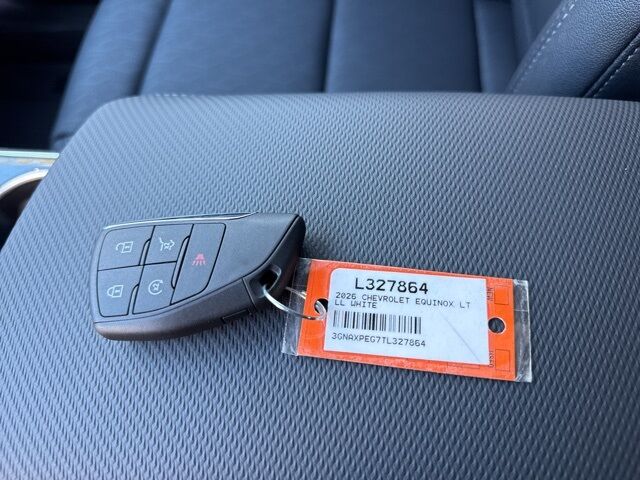 L327864
2026 CHEVROLET EQUINOX LT
LL WHITE
3GNAXPEG7TL327864